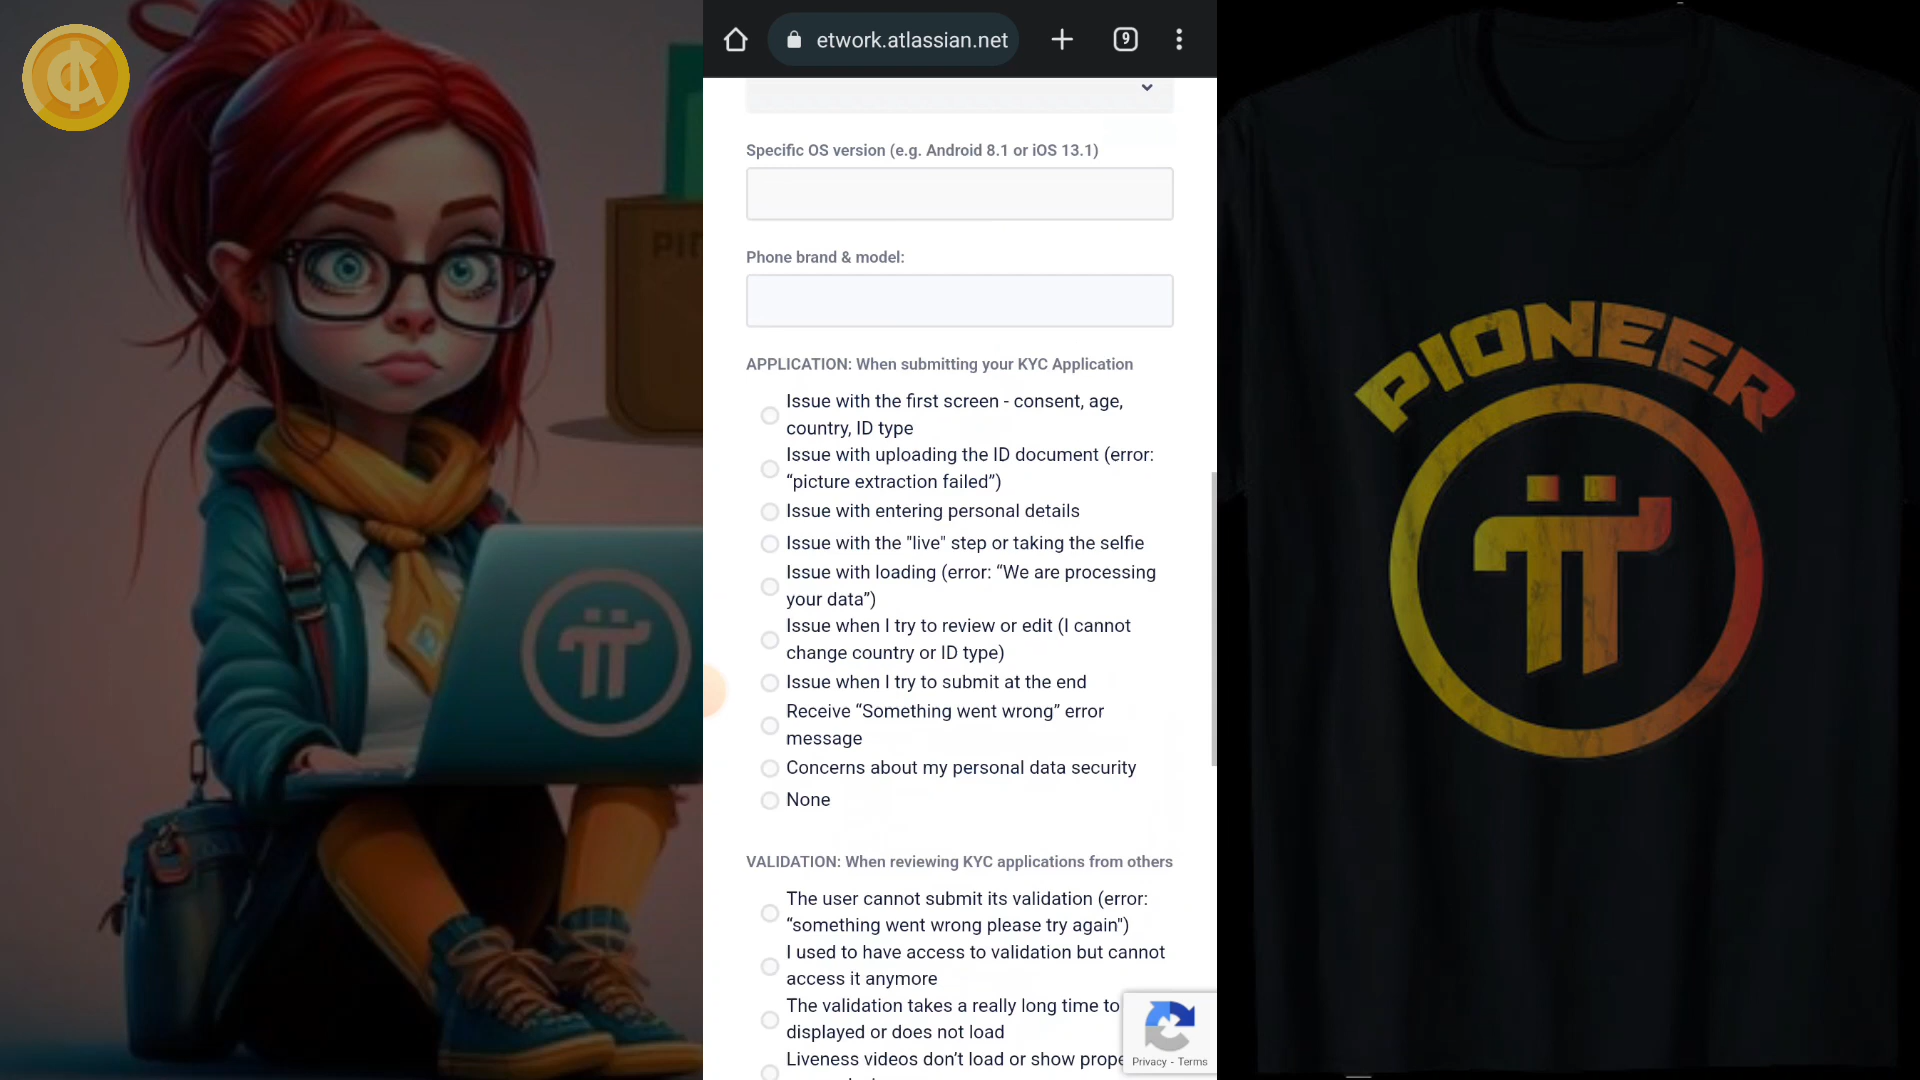 etwork.atlassian.net
9
Specific OS version (e.g. Android 8.1 or iOS 13.1)
Phone brand & model:
APPLICATION: When submitting your KYC Application
Issue with the first screen - consent, age,
country, ID type
Issue with uploading the ID document (error:
“picture extraction failed”)
Issue with entering personal details
Issue with the "live" step or taking the selfie
Issue with loading (error: “We are processing
your data”)
Issue when I try to review or edit (I cannot
change country or ID type)
Issue when I try to submit at the end
Receive “Something went wrong” error
message
Concerns about my personal data security
None
VALIDATION: When reviewing KYC applications from others
The user cannot submit its validation (error:
“something went wrong please try again")
I used to have access to validation but cannot
access it anymore
The validation takes a really long time to
displayed or does not load
Liveness videos don’t load or show
Privacy - Terms
PIONEER